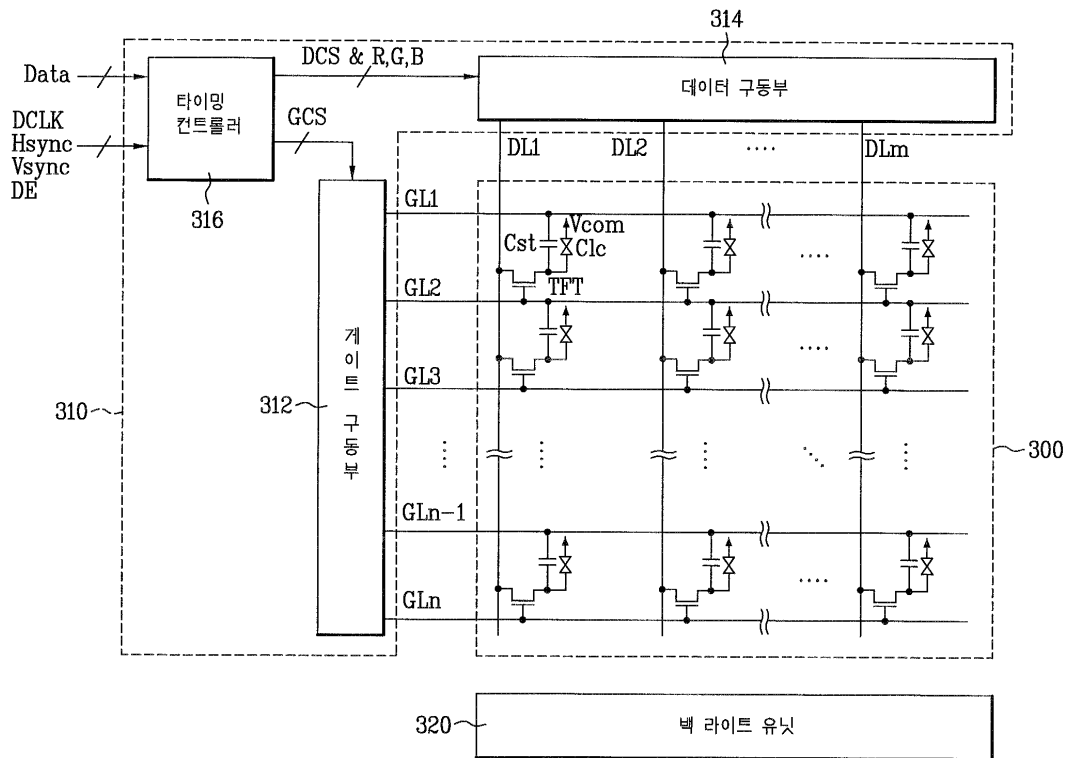 314
DCS & R,G,B
Data
타이밍
컨트롤러
데이터 구동부
DCLK
Hsync
Vsync
DE
GCS
316
DL1
DL2
....
DLm
GL1
Vcom
Cst
Clc
....
GL2
TFT
....
GL3
게이트 구동부
310
312
300
GLn-1
....
GLn
320
백 라이트 유닛